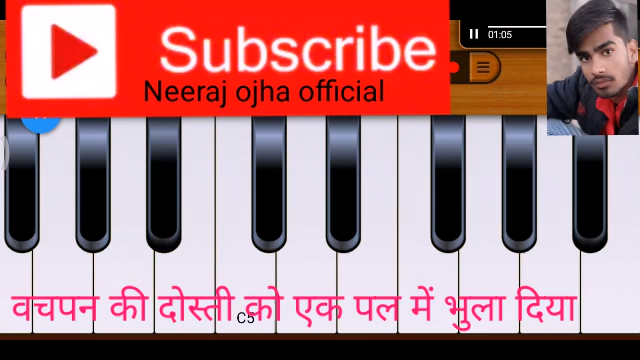 Subscribe
01:05
Neeraj ojha official
C5
वचपन की दोस्ती को एक पल में भुला दिया